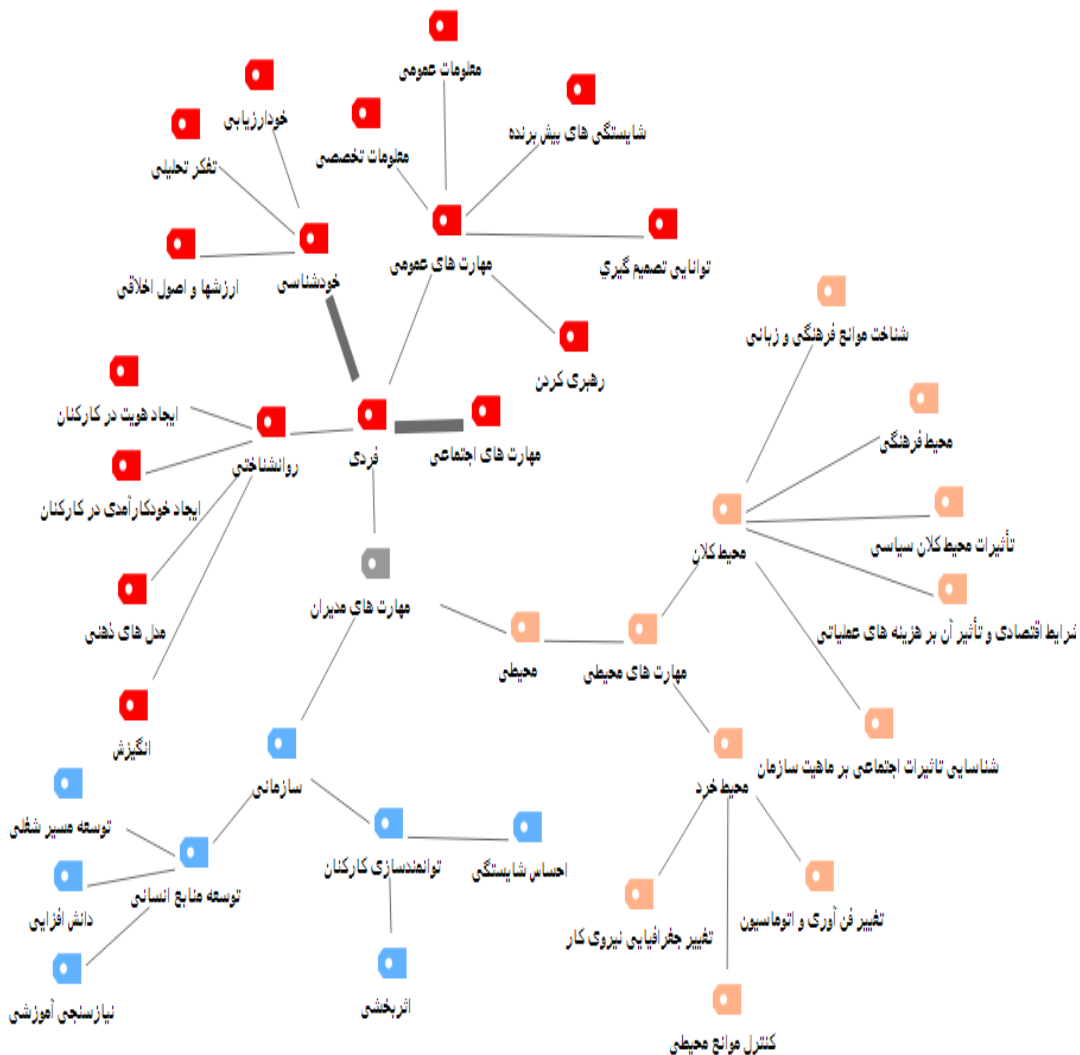 معلومات عمومی
خودارزیابی
شایستگی های پیش برنده
معلومات تخصصی
تفکر تحلیلی
مهارت های عمومی
توانایی تصمیم گیري
خودشناسی
ارزشها و اصول اخلاقی
شناخت موانع فرهنگی و زبانی
رهبری کردن
ایجاد هویت در کارکنان
محیط فرهنگی
مهارت های اجتماعی
فردی
روانشناختی
ایجاد خودکارآمدی در کارکنان
تأثیرات محیط کلان سیاسی
محیط کلان
مهارت های مدیران
شرایط اقتصادی و تأثیر آن بر هزینه های عملیاتی
مدل های ذهنی
محیطی
مهارت های محیطی
انگیزش
شناسایی تاثیرات اجتماعی بر ماهیت سازمان
سازمانی
محیط خرد
توسعه مسیر شغلی
توانمندسازی کارکنان
احساس شایستگی
توسعه منابع انسانی
دانش افزایی
تغییر فن آوری و اتوماسیون
تغییر جغرافیایی نیروی کار
نیازسنجی آموزشی
اثربخشی
کنترل موانع محیطی